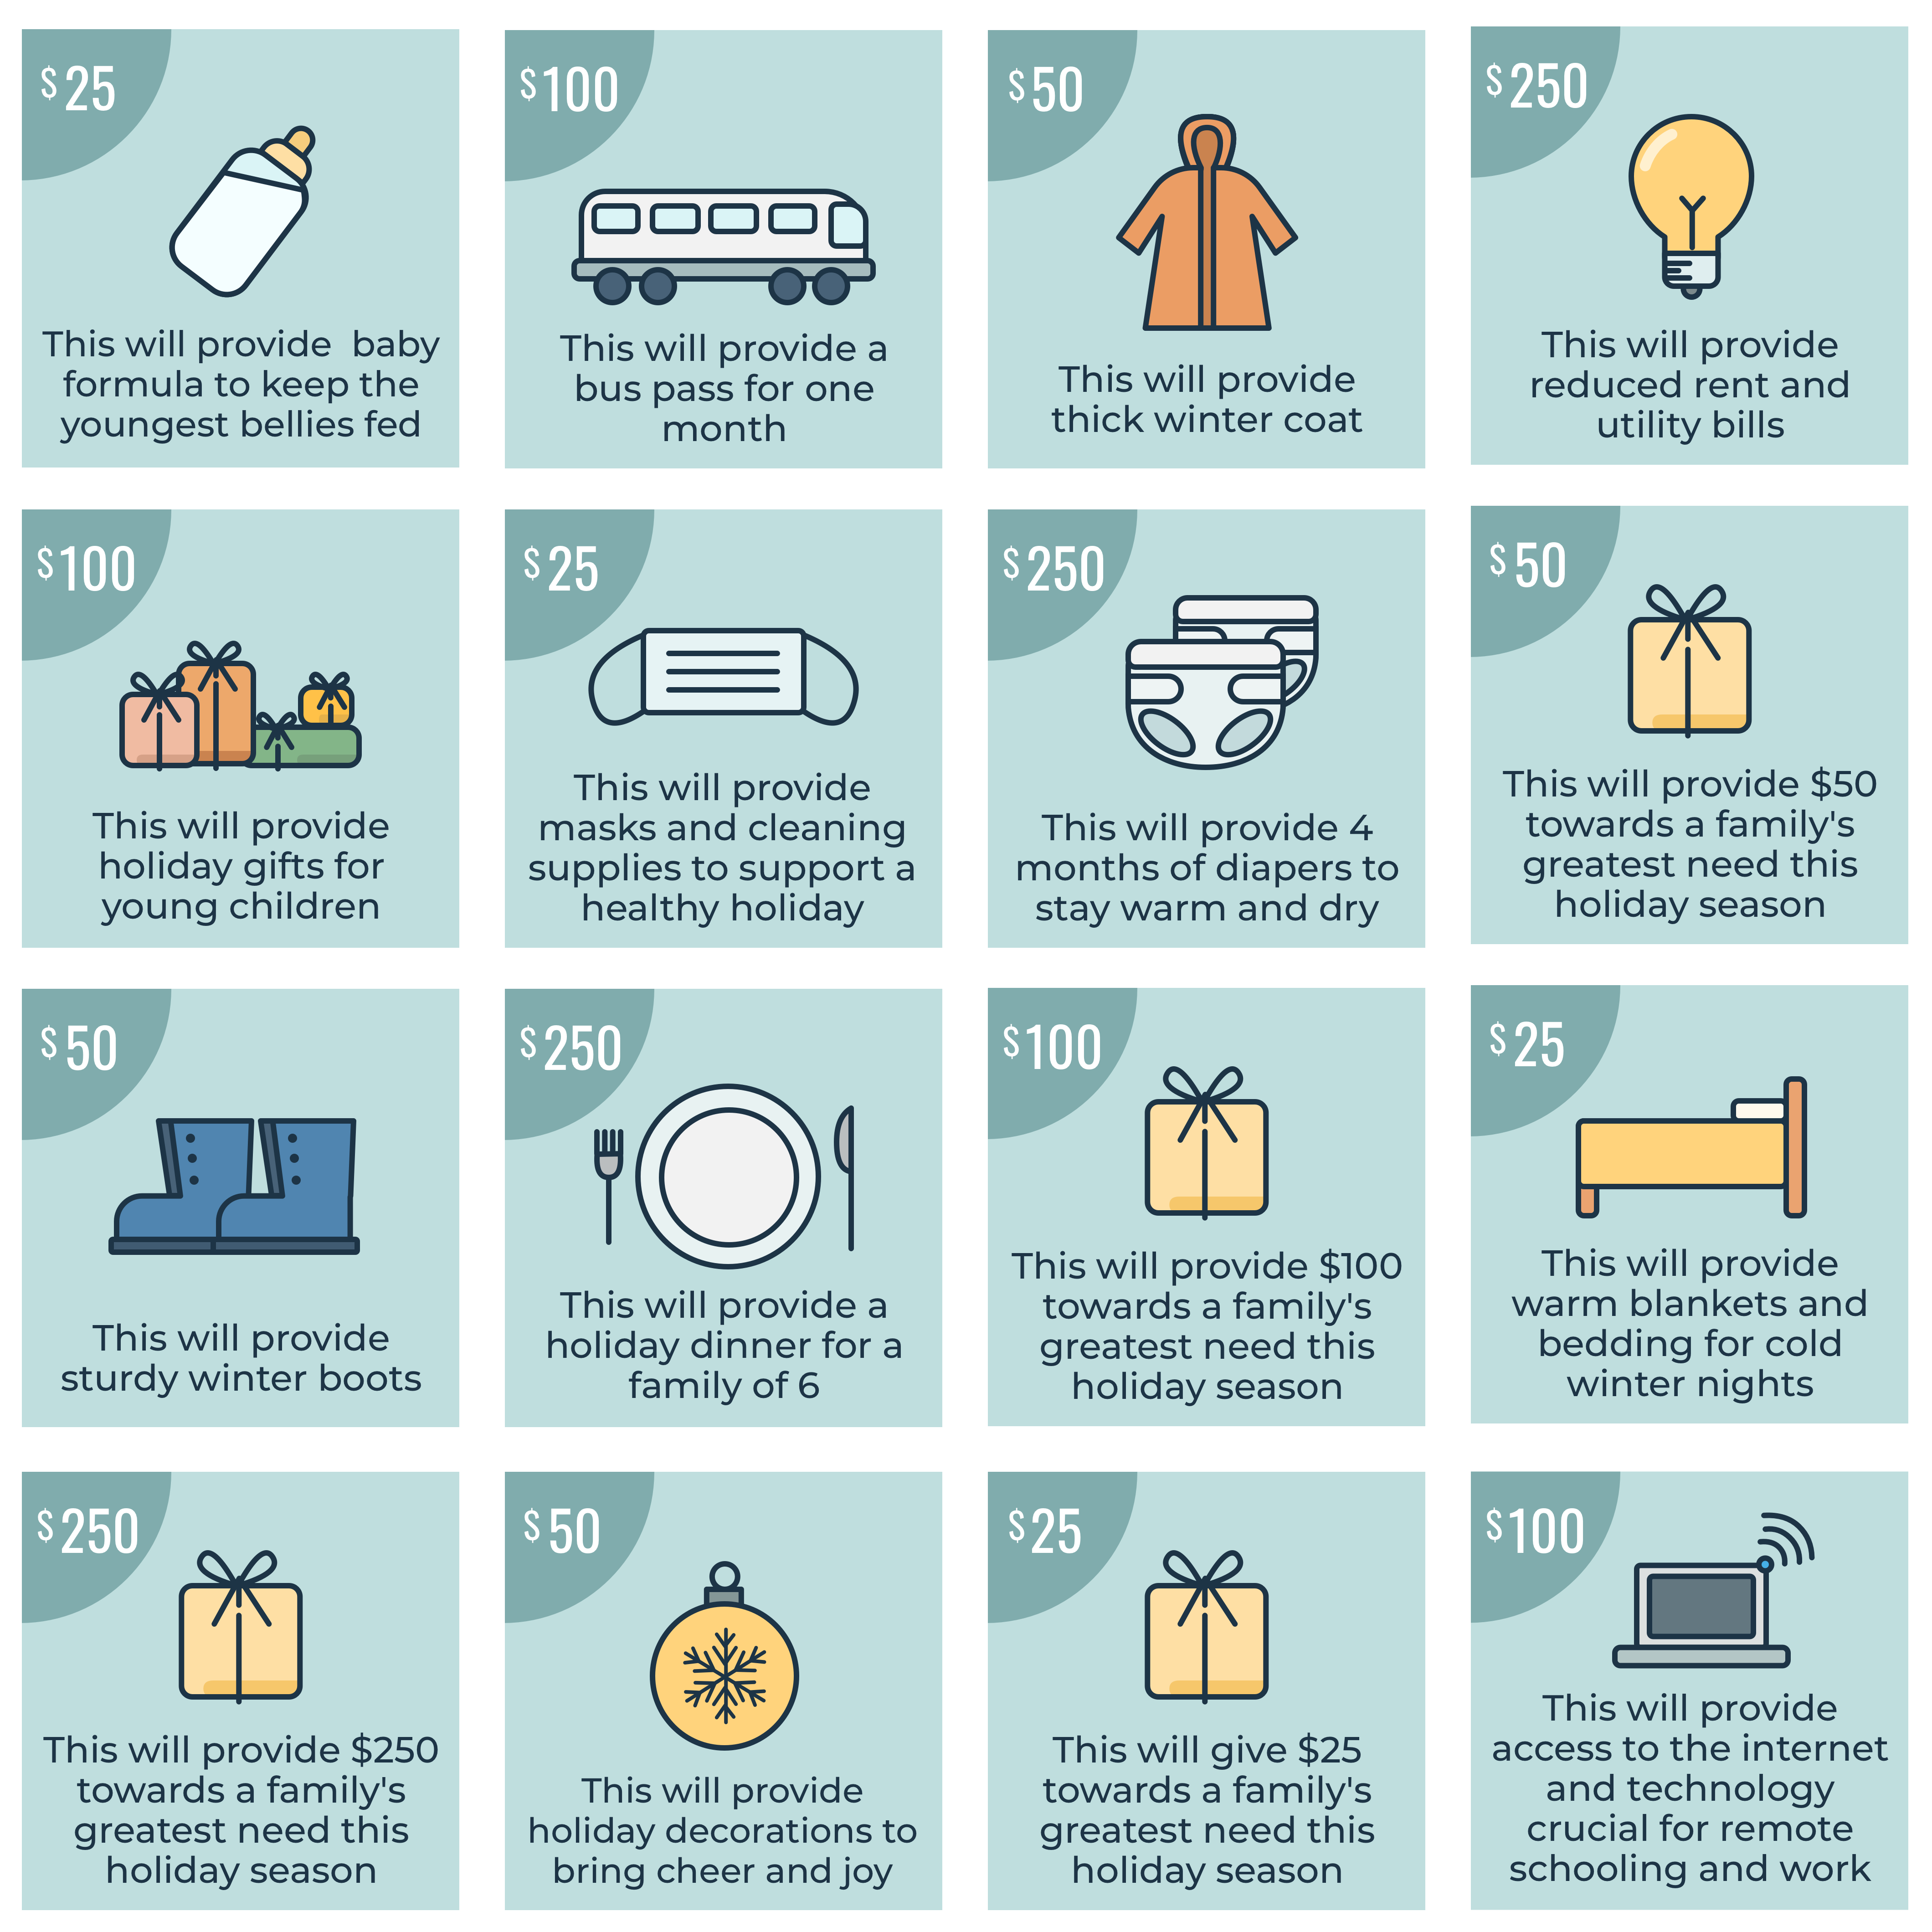 $25
This will provide  baby
formula to keep the
youngest bellies fed
$100
This will provide a
bus pass for one
month
$50
This will provide
thick winter coat
$250
This will provide
reduced rent and
utility bills
$100
This will provide
holiday gifts for
young children
$25
This will provide
masks and cleaning
supplies to support a
healthy holiday
$250
This will provide 4
months of diapers to
stay warm and dry
$50
This will provide $50
towards a family's
greatest need this
holiday season
$50
This will provide
sturdy winter boots
$250
This will provide a
holiday dinner for a
family of 6
$100
This will provide $100
towards a family's
greatest need this
holiday season
$25
This will provide
warm blankets and
bedding for cold
winter nights
$250
This will provide $250
towards a family's
greatest need this
holiday season
$50
This will provide
holiday decorations to
bring cheer and joy
$25
This will give $25
towards a family's
greatest need this
holiday season
$100
This will provide
access to the internet
and technology
crucial for remote
schooling and work